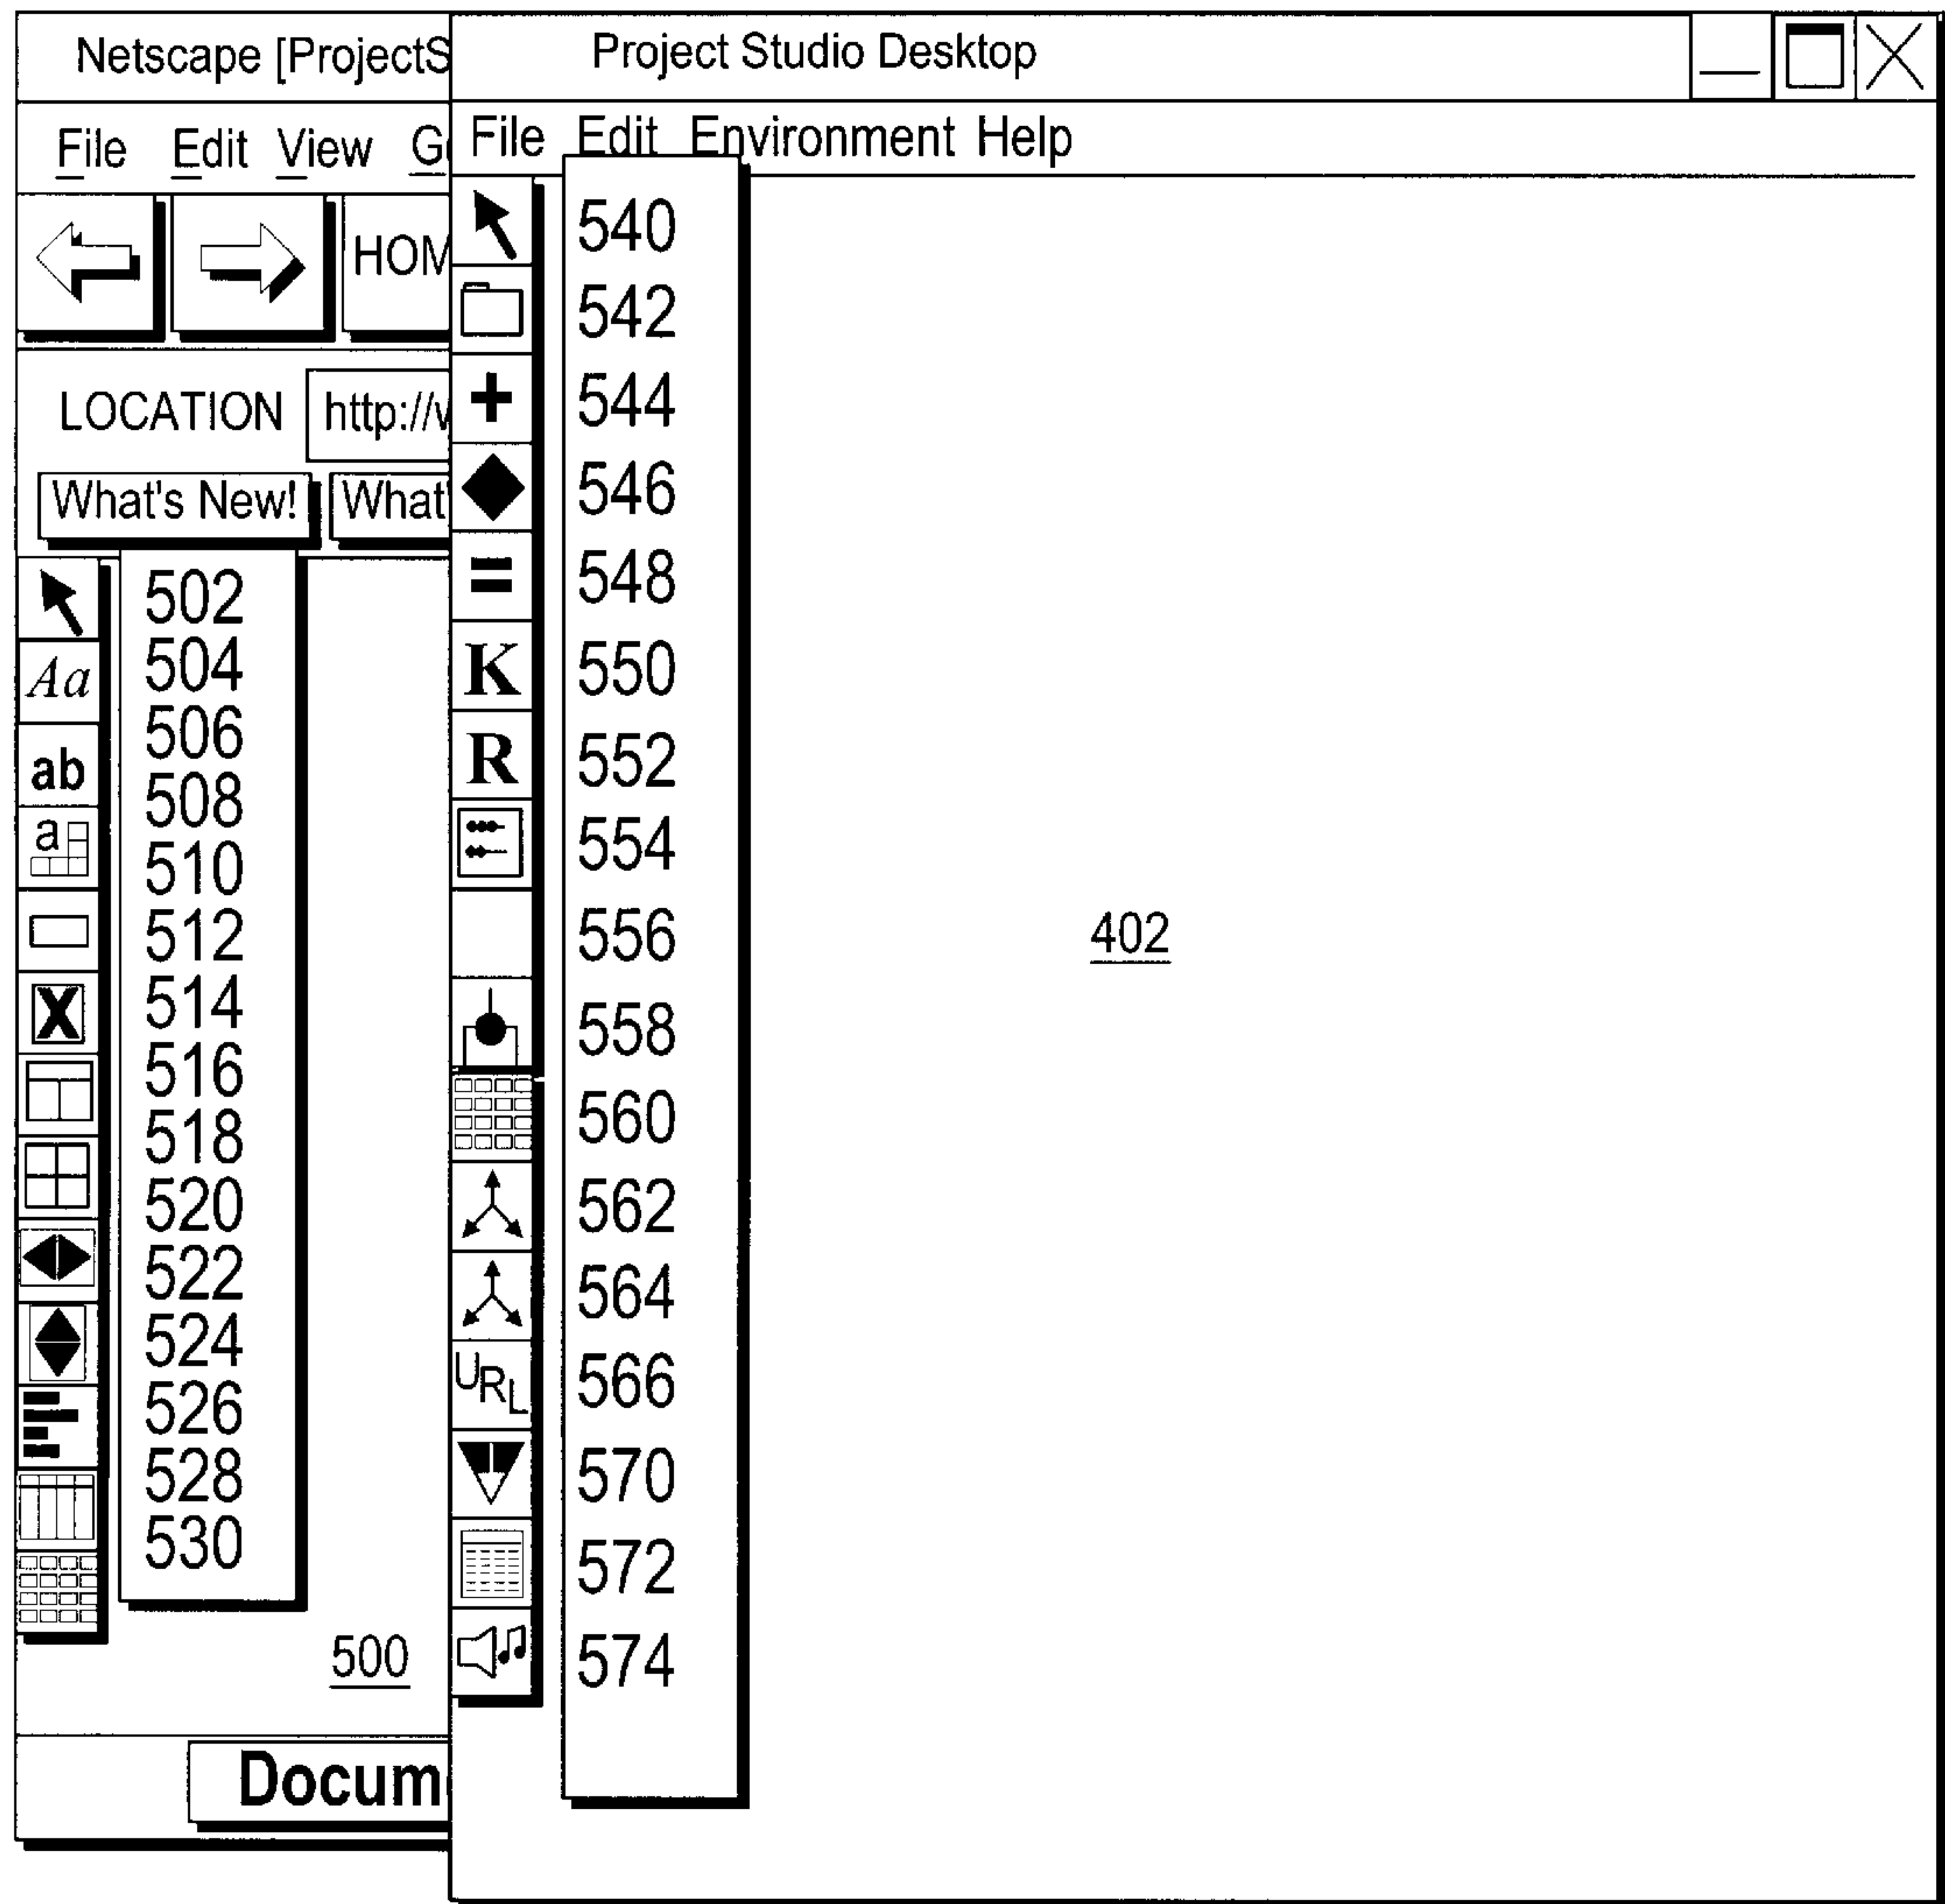 Netscape [ProjectS
File Edit View G
HOM
LOCATION http://w
What's New! What'
Aa
ab
a
X
502
504
506
508
510
512
514
516
518
520
522
524
526
528
530
500
Docum
Project Studio Desktop
File Edit Environment Help
+
=
K
R
URL
540
542
544
546
548
550
552
554
556
558
560
562
564
566
570
572
574
402